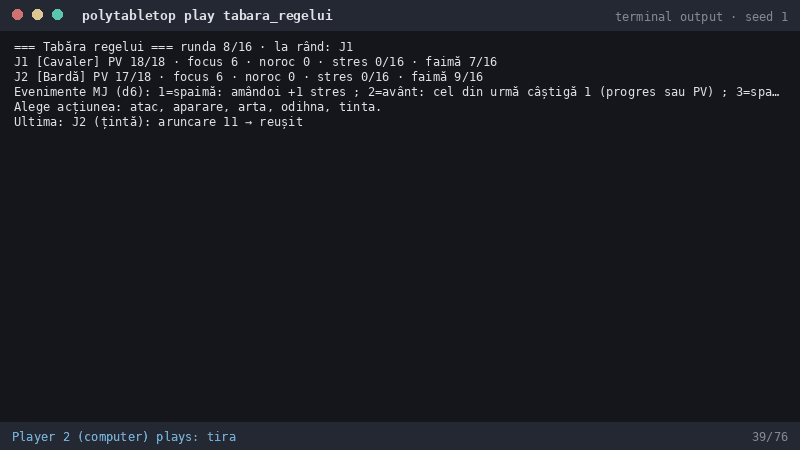 polytabletop play tabara_regelui
terminal output · seed 1
=== Tabăra regelui === runda 8/16 · la rând: J1
J1 [Cavaler] PV 18/18 · focus 6 · noroc 0 · stres 0/16 · faimă 7/16
J2 [Bardă] PV 17/18 · focus 6 · noroc 0 · stres 0/16 · faimă 9/16
Evenimente MJ (d6): 1=spaimă: amândoi +1 stres ; 2=avânt: cel din urmă câștigă 1 (progres sau PV) ; 3=spa…
Alege acțiunea: atac, aparare, arta, odihna, tinta.
Ultima: J2 (țintă): aruncare 11 → reușit
Player 2 (computer) plays: tira
39/76